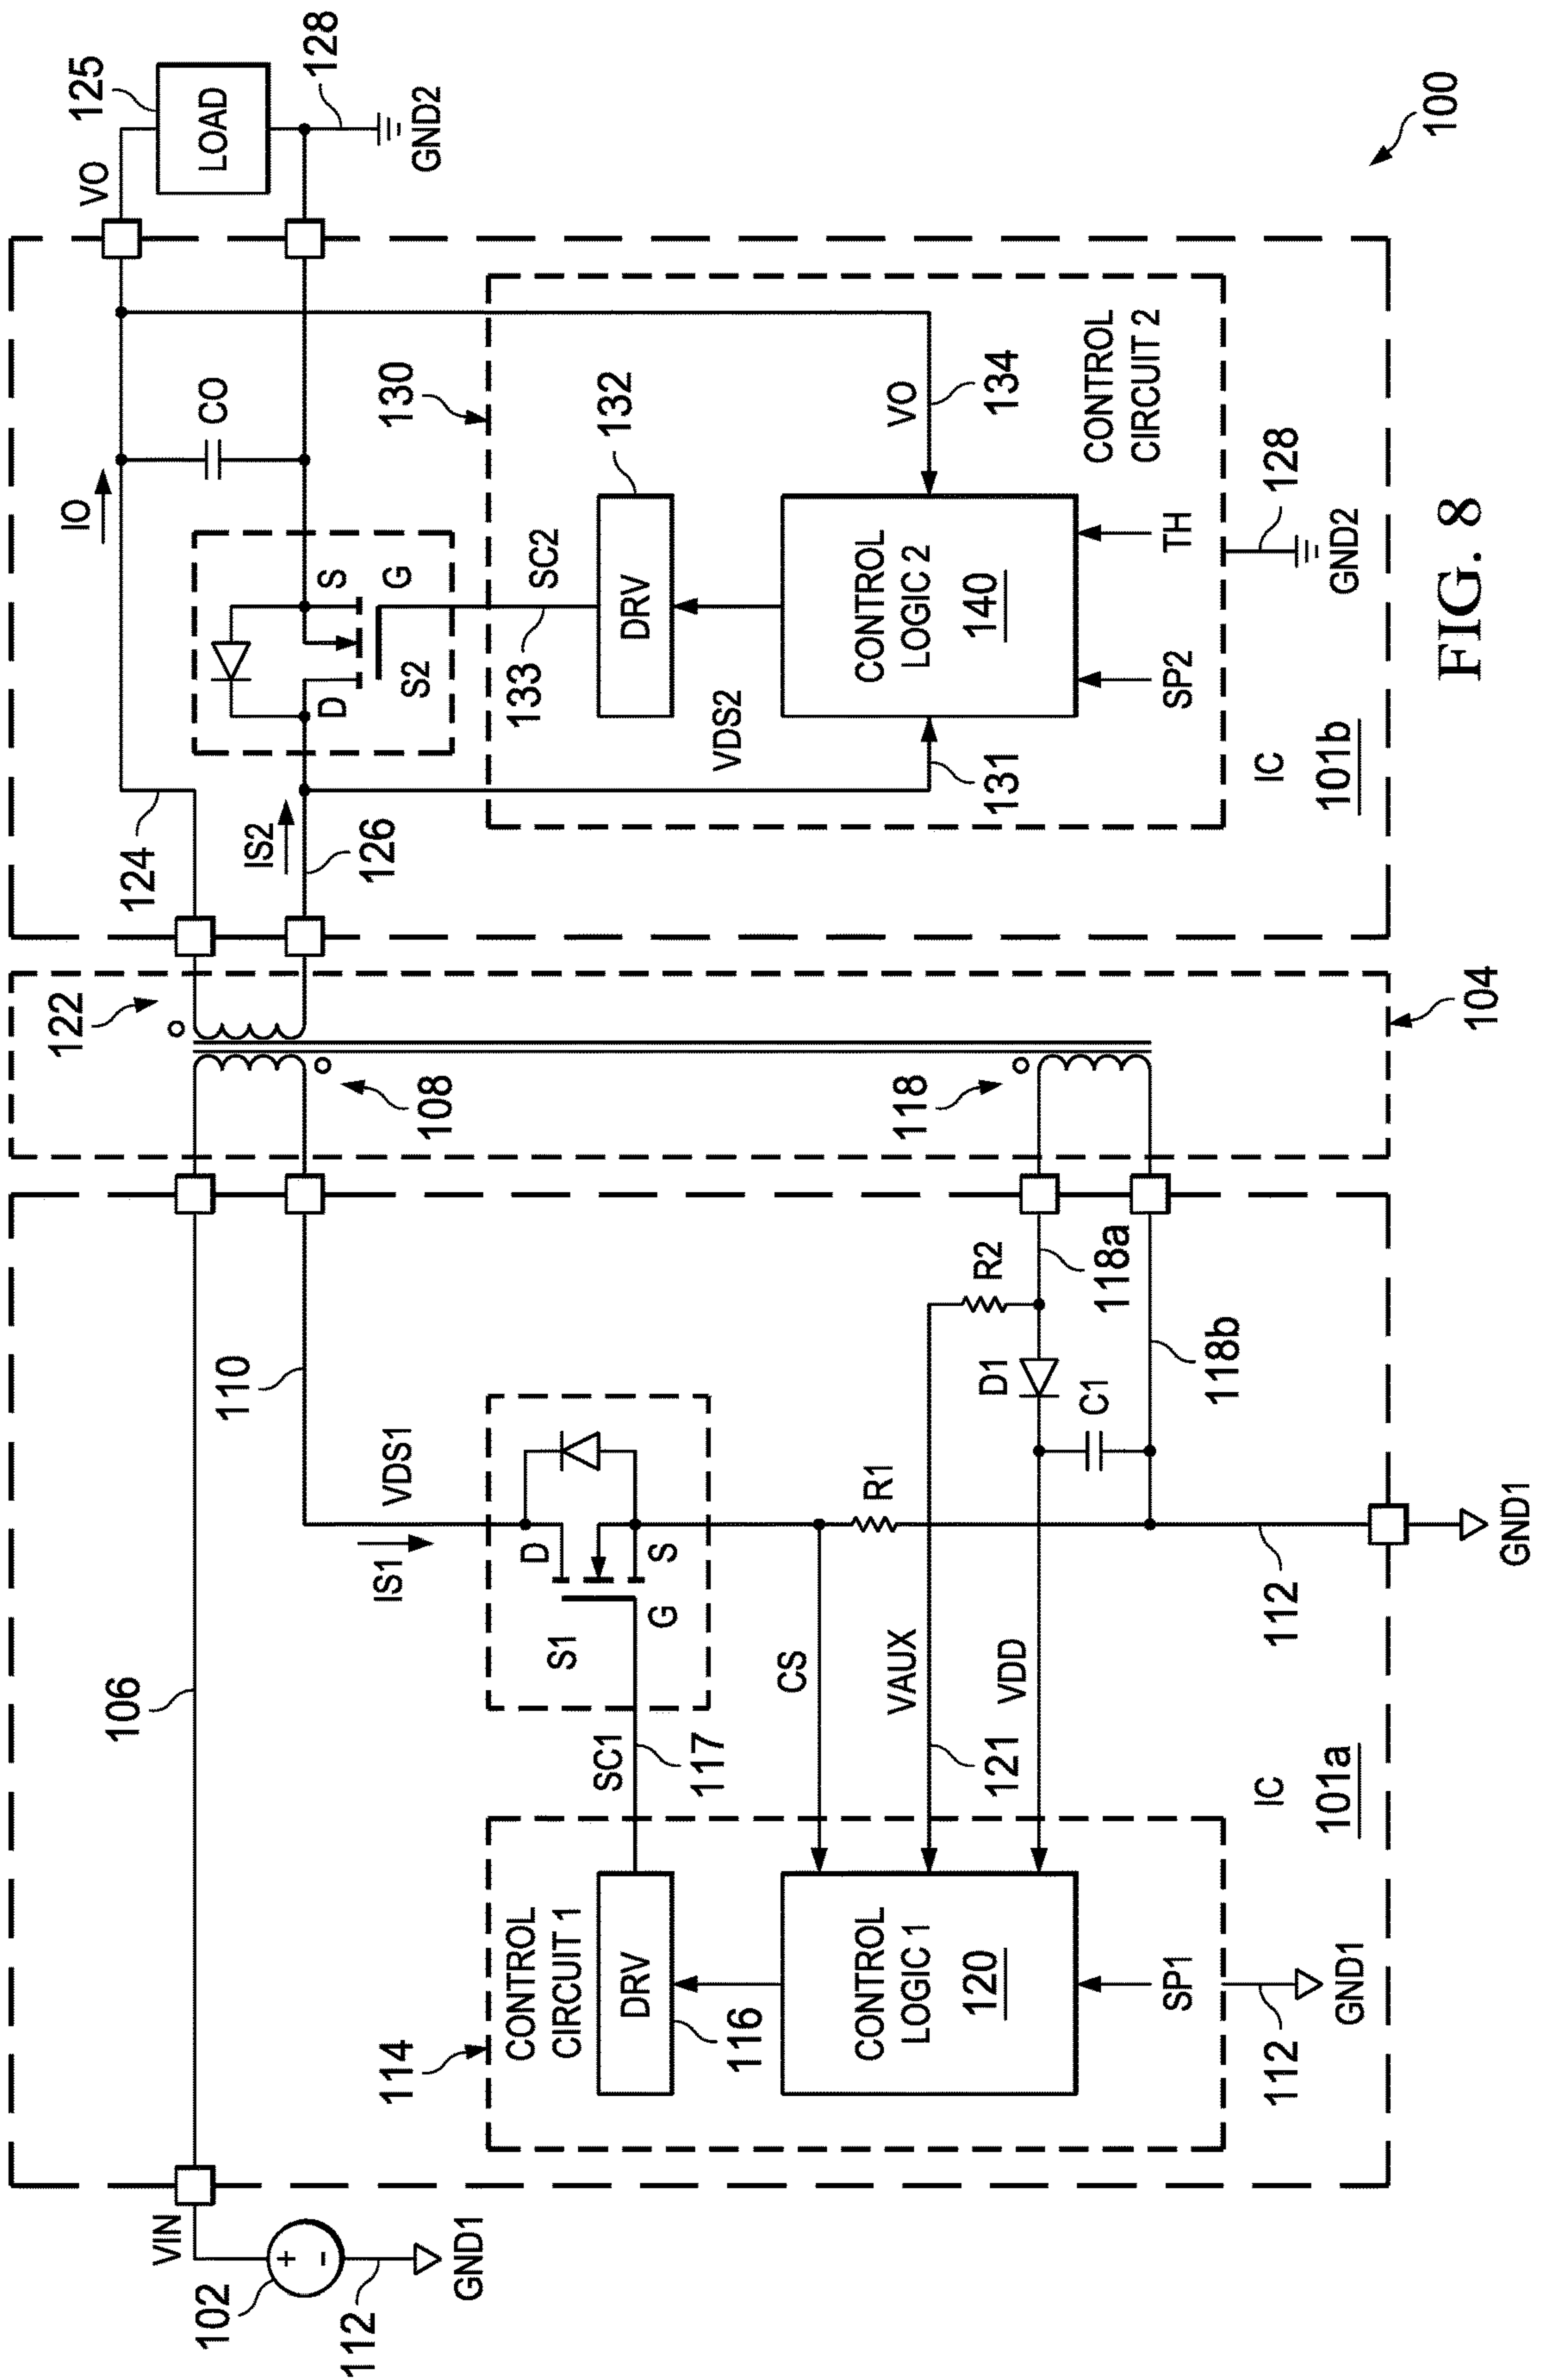 102
VIN
112
GND1
106
114
CONTROL
CIRCUIT 1
DRV
116
CONTROL
LOGIC 1
120
SP1
112
GND1
SC1
117
S1
G
D
S
IS1
VDS1
110
CS
R1
VAUX
121
VDD
D1
C1
R2
118a
118b
112
GND1
IC
101a
108
118
122
104
124
IS2
126
IO
CO
D
S
G
S2
130
133
SC2
DRV
132
VDS2
131
CONTROL
LOGIC 2
140
VO
134
SP2
TH
CONTROL
CIRCUIT 2
128
GND2
IC
101b
VO
125
LOAD
128
GND2
100
FIG. 8